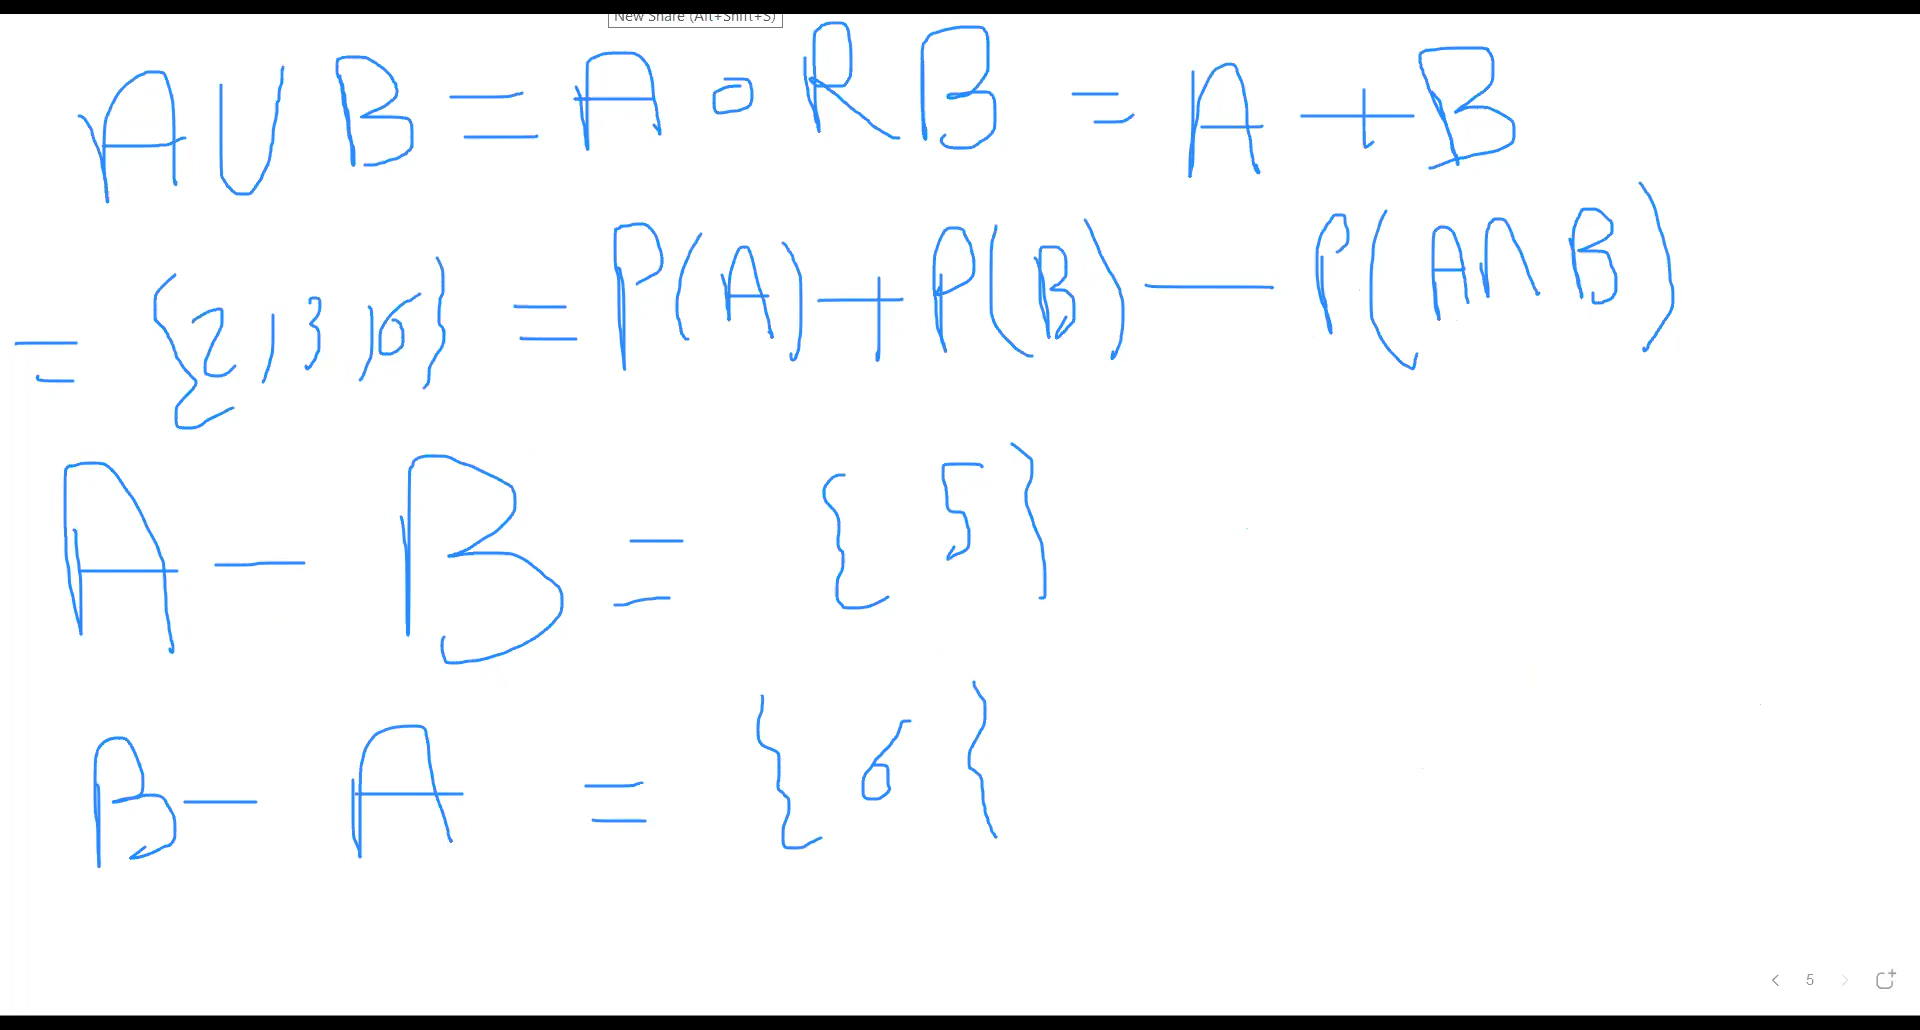 New Share (Alt+Shift+S)
A ∪ B = A OR B = A + B
= {2, 3, 6} = P(A) + P(B) — P(A∩B)
A — B = { 5 }
B — A = { 6 }
5